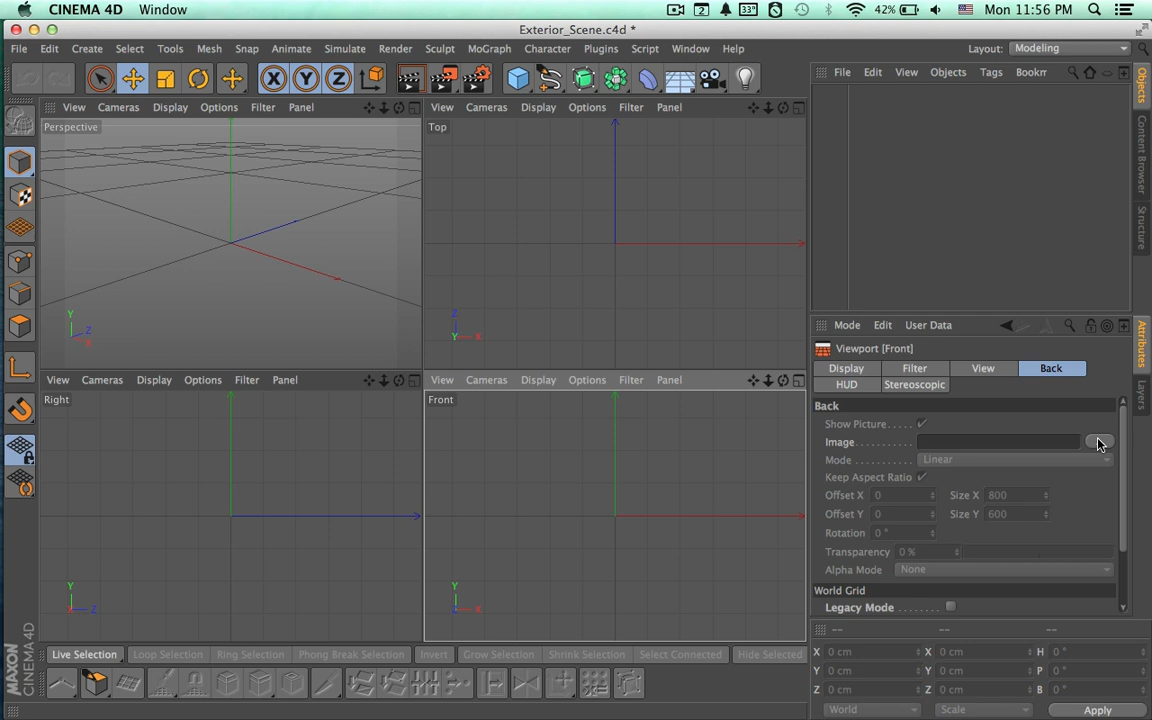 CINEMA 4D Window
2 33° 42% Mon 11:56 PM
Exterior_Scene.c4d *
File Edit Create Select Tools Mesh Snap Animate Simulate Render Sculpt MoGraph Character Plugins Script Window Help Layout: Modeling
X Y Z
File Edit View Objects Tags Bookrr
View Cameras Display Options Filter Panel
View Cameras Display Options Filter Panel
Perspective
Top
Y Z X
Z Y X
Objects
Content Browser
Structure
Mode Edit User Data
Viewport [Front]
Display Filter View Back
HUD Stereoscopic
Attributes
Layers
View Cameras Display Options Filter Panel
View Cameras Display Options Filter Panel
Right
Front
Y X Z
Y Z X
Back
Show Picture.....
Image...........
Mode........... Linear
Keep Aspect Ratio
Offset X 0 Size X 800
Offset Y 0 Size Y 600
Rotation 0 °
Transparency 0 %
Alpha Mode None
World Grid
Legacy Mode........
Live Selection Loop Selection Ring Selection Phong Break Selection Invert Grow Selection Shrink Selection Select Connected Hide Selected
-- -- --
X 0 cm X 0 cm H 0 °
Y 0 cm Y 0 cm P 0 °
Z 0 cm Z 0 cm B 0 °
World Scale Apply
MAXON
CINEMA 4D